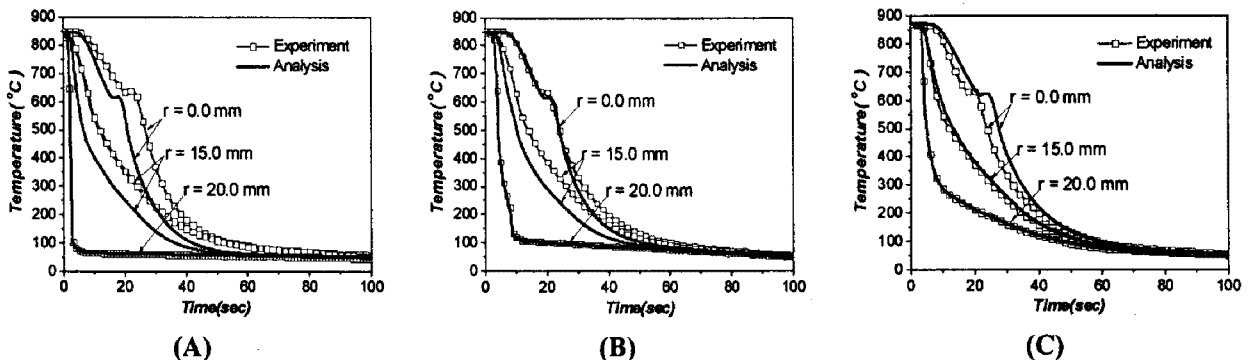 900
800
700
600
500
400
300
200
100
0
Temperature(°C)
Experiment
Analysis
r = 0.0 mm
r = 15.0 mm
r = 20.0 mm
0 20 40 60 80 100
Time(sec)
(A)
900
800
700
600
500
400
300
200
100
0
Temperature(°C)
Experiment
Analysis
r = 0.0 mm
r = 15.0 mm
r = 20.0 mm
0 20 40 60 80 100
Time(sec)
(B)
900
800
700
600
500
400
300
200
100
0
Temperature(°C)
Experiment
Analysis
r = 0.0 mm
r = 15.0 mm
r = 20.0 mm
0 20 40 60 80 100
Time(sec)
(C)